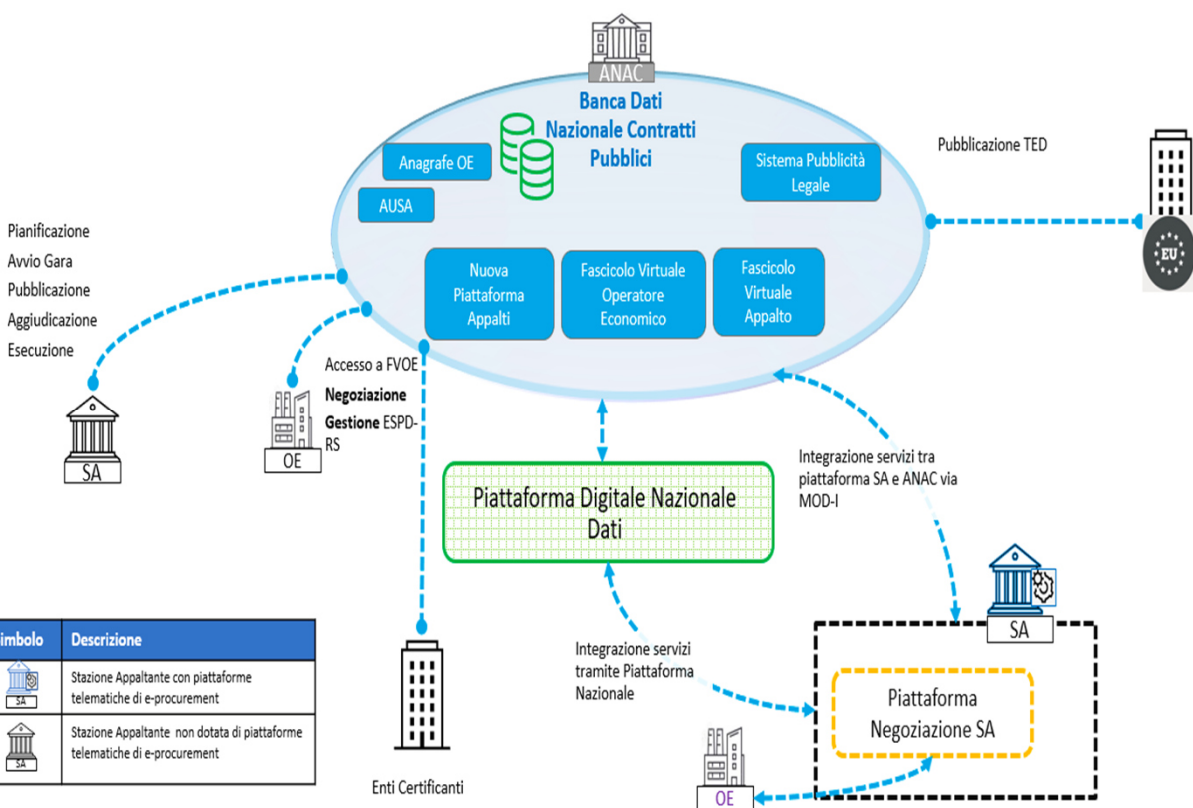 ANAC
Banca Dati
Nazionale Contratti
Pubblici
Anagrafe OE
AUSA
Sistema Pubblicità
Legale
Nuova
Piattaforma
Appalti
Fascicolo Virtuale
Operatore
Economico
Fascicolo
Virtuale
Appalto
Pubblicazione TED
EU
Pianificazione
Avvio Gara
Pubblicazione
Aggiudicazione
Esecuzione
SA
OE
Accesso a FVOE
Negoziazione
Gestione ESPD-
RS
Piattaforma Digitale Nazionale
Dati
Integrazione servizi tra
piattaforma SA e ANAC via
MOD-I
SA
Piattaforma
Negoziazione SA
Integrazione servizi
tramite Piattaforma
Nazionale
OE
Enti Certificanti
imbolo Descrizione
SA
Stazione Appaltante con piattaforme
telematiche di e-procurement
SA
Stazione Appaltante non dotata di piattaforme
telematiche di e-procurement